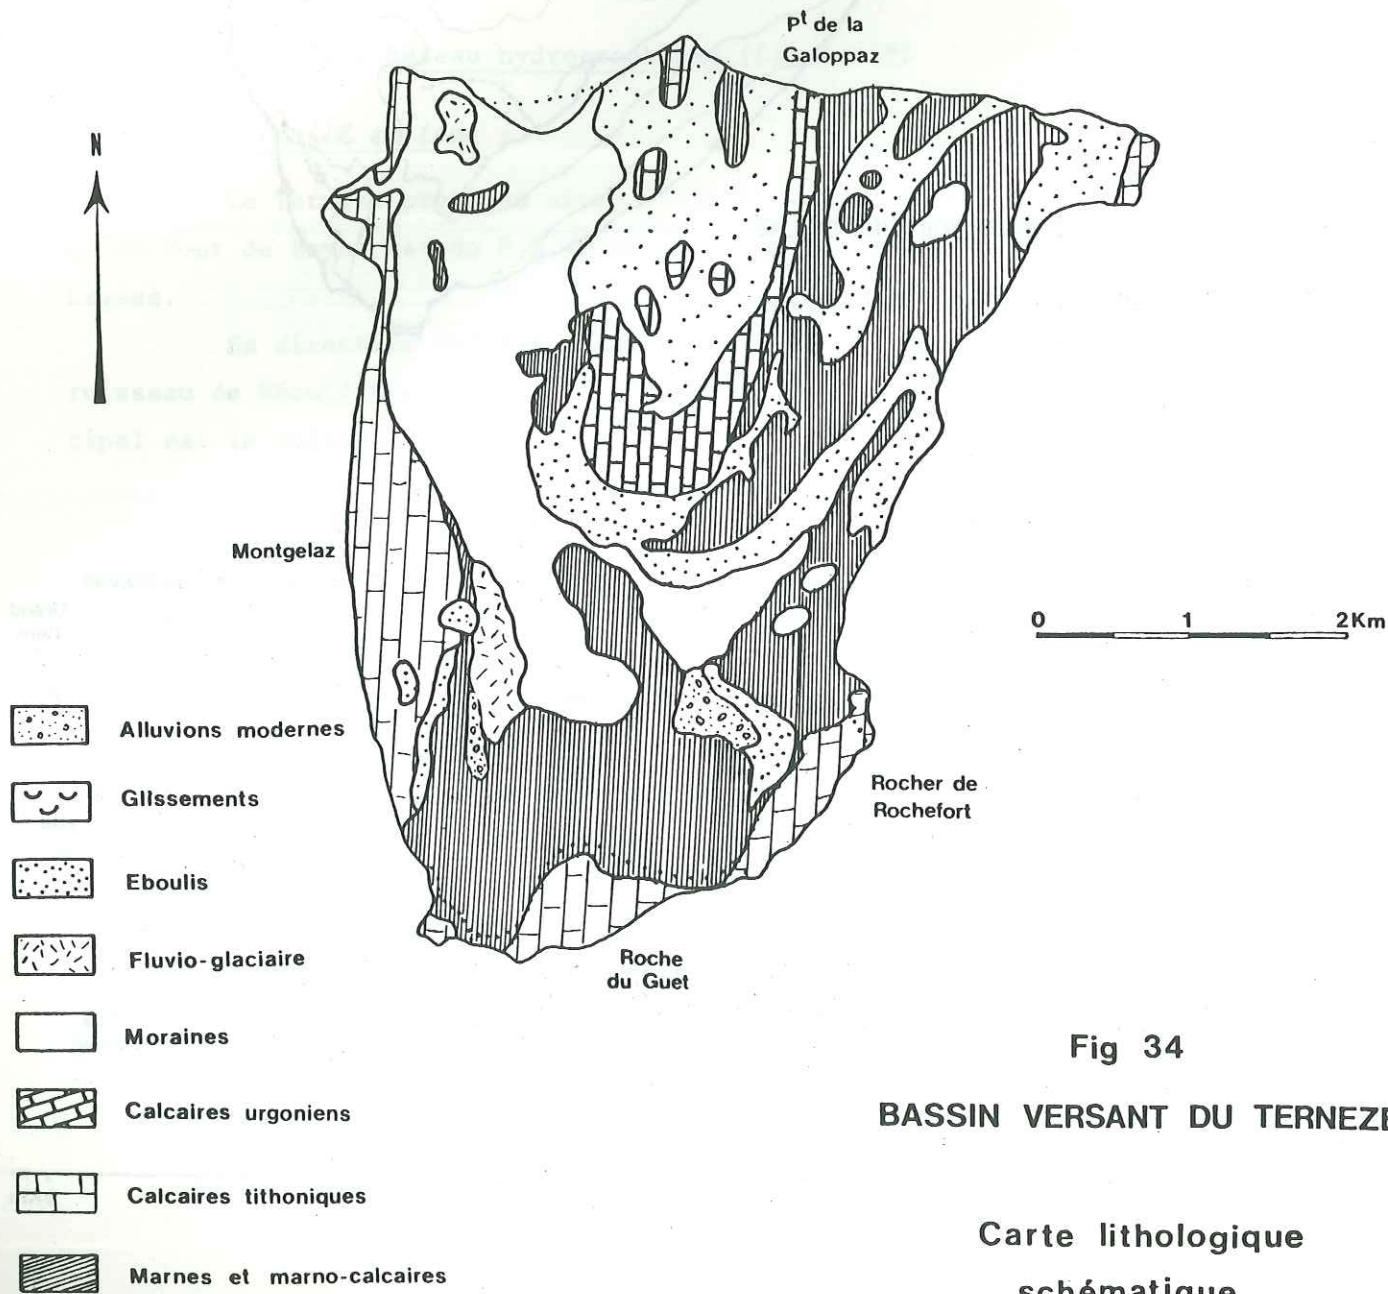 Pt de la
Galoppaz
N
Montgelaz
0 1 2Km
Rocher de
Rochefort
Roche
du Guet
Alluvions modernes
Glissements
Eboulis
Fluvio-glaciaire
Moraines
Calcaires urgoniens
Calcaires tithoniques
Marnes et marno-calcaires
Fig 34
BASSIN VERSANT DU TERNEZE
Carte lithologique
schématique